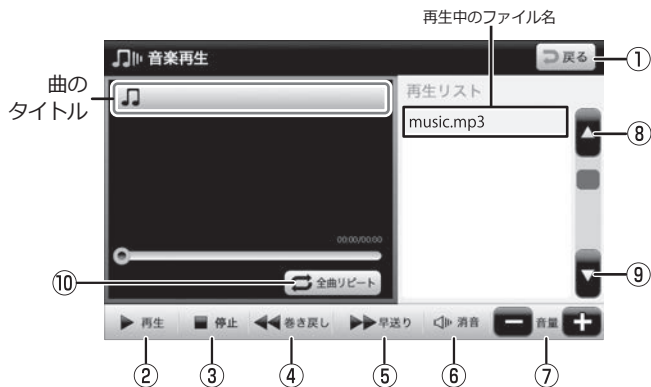 再生中のファイル名
音楽再生
戻る
①
曲の
タイトル
再生リスト
music.mp3
⑧
00:00/00:00
⑩
全曲リピート
⑨
再生
停止
巻き戻し
早送り
消音
音量
②
③
④
⑤
⑥
⑦